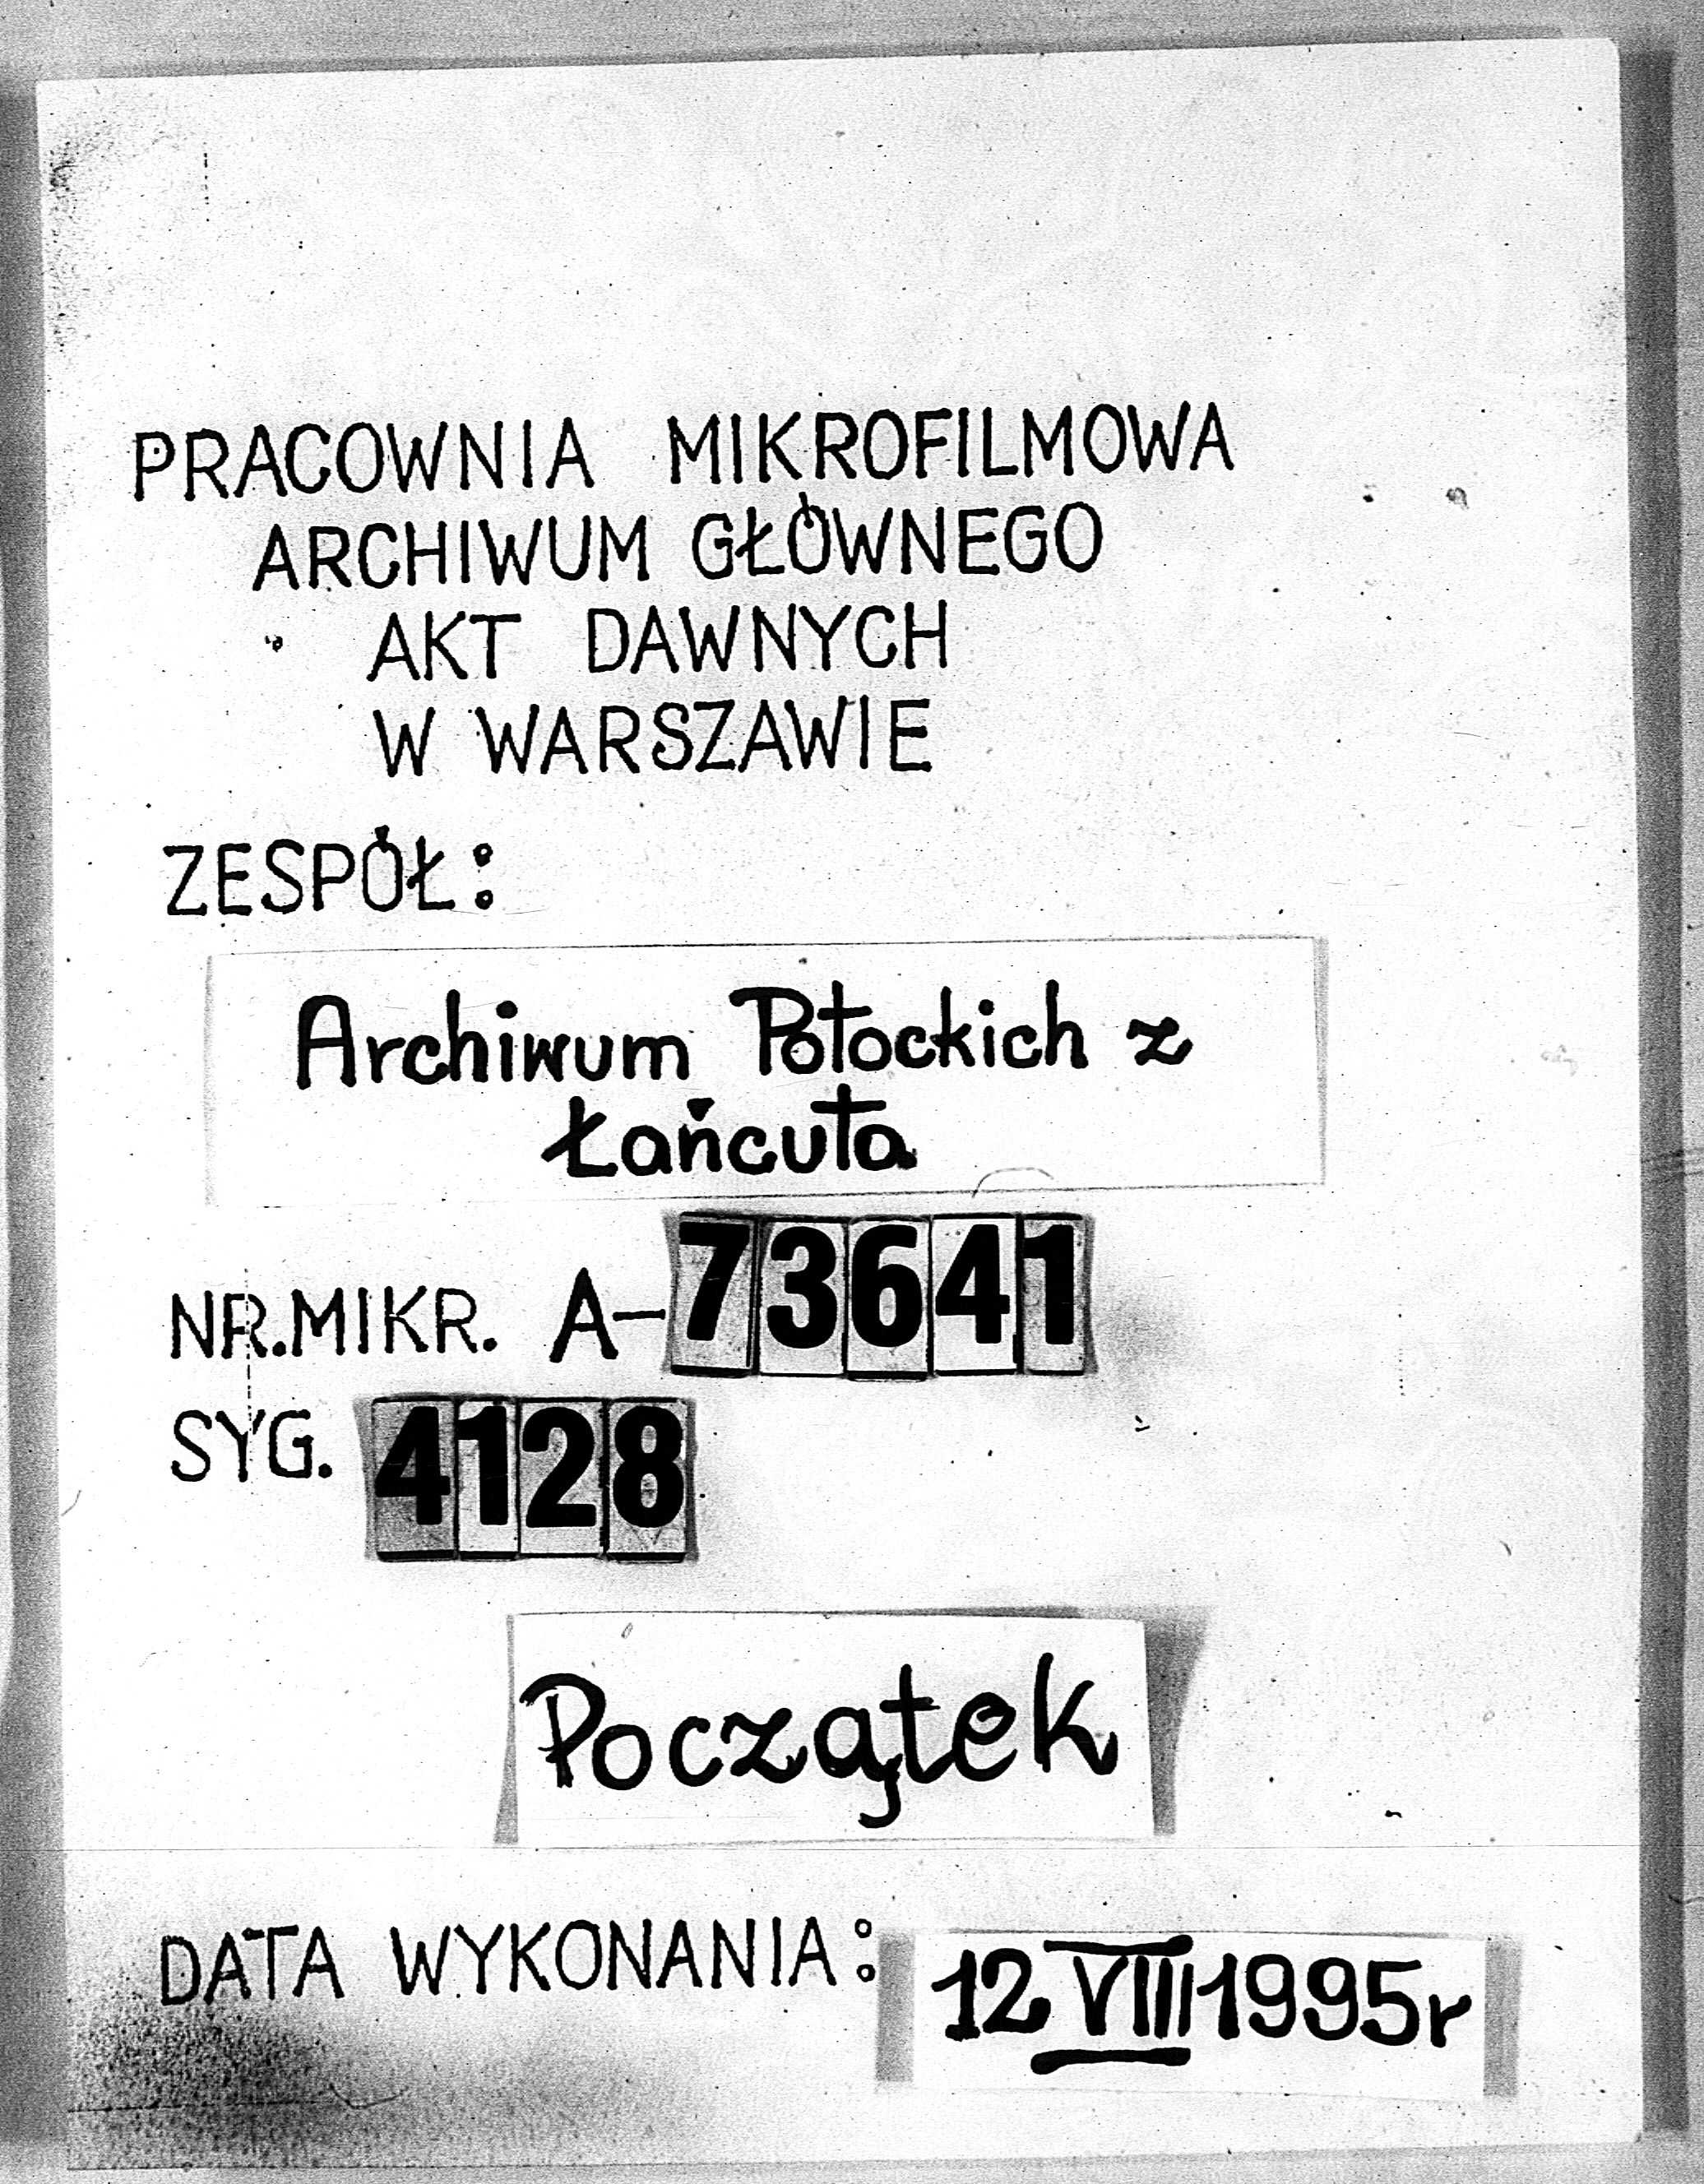 PRACOWNIA MIKROFILMOWA
ARCHIWUM GŁÓWNEGO
AKT DAWNYCH
W WARSZAWIE
ZESPÓŁ:
Archiwum Potockich z
Łańcuta
NR.MIKR. A-73641
SYG. 4128
Początek
DATA WYKONANIA: 12 VIII 1995r